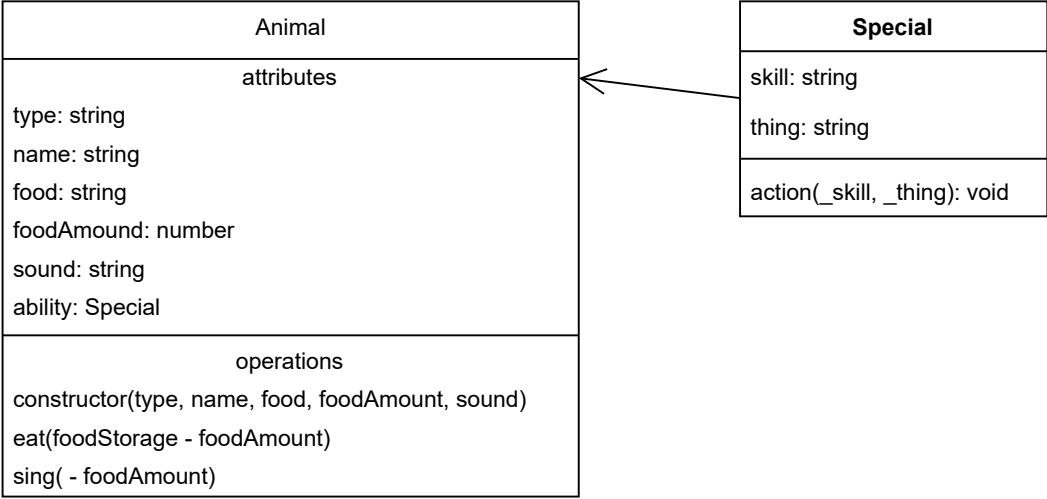 Animal
attributes
type: string
name: string
food: string
foodAmound: number
sound: string
ability: Special
operations
constructor(type, name, food, foodAmount, sound)
eat(foodStorage - foodAmount)
sing( - foodAmount)
Special
skill: string
thing: string
action(_skill, _thing): void